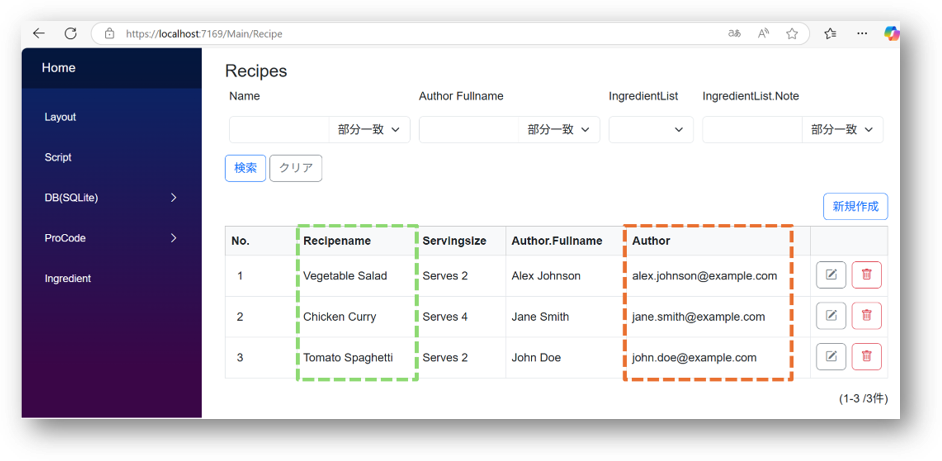 https://localhost:7169/Main/Recipe
Home
Layout
Script
DB(SQLite)
ProCode
Ingredient
Recipes
Name Author Fullname IngredientList IngredientList.Note
部分一致 部分一致 部分一致
検索 クリア
新規作成
No. Recipename Servingsize Author.Fullname Author
1 Vegetable Salad Serves 2 Alex Johnson alex.johnson@example.com
2 Chicken Curry Serves 4 Jane Smith jane.smith@example.com
3 Tomato Spaghetti Serves 2 John Doe john.doe@example.com
(1-3 /3件)